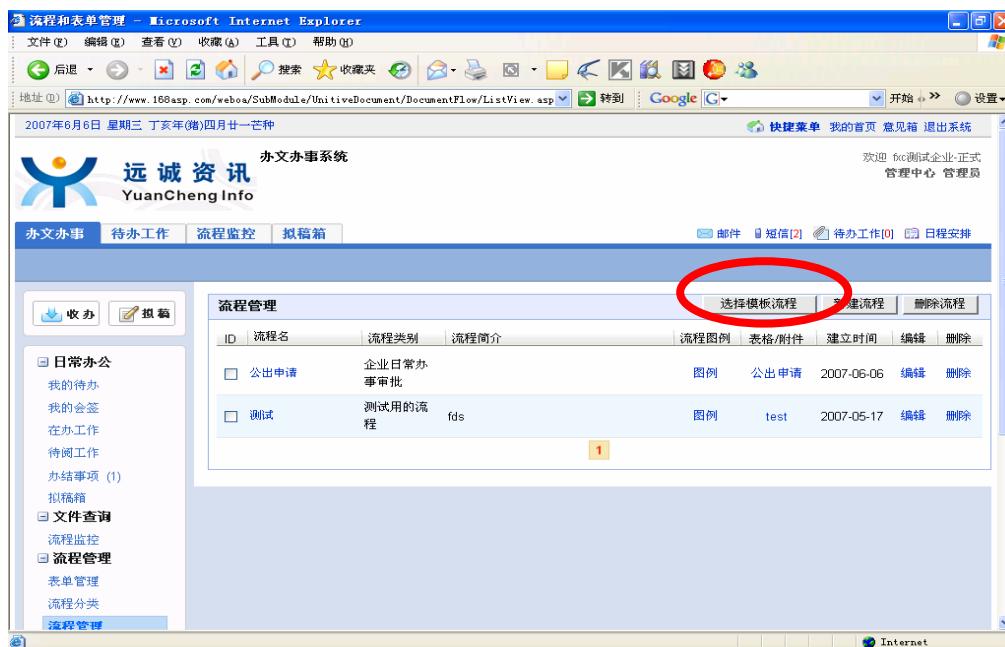 流程和表单管理 - Microsoft Internet Explorer
文件(F) 编辑(E) 查看(V) 收藏(A) 工具(T) 帮助(H)
后退 搜索 收藏夹
地址(D) http://www.168asp.com/weboa/SubModule/UnitiveDocument/DocumentFlow/ListView.asp 转到 Google G 开始 » 设置
2007年6月6日 星期三 丁亥年(猪)四月廿一芒种 快捷菜单 我的首页 意见箱 退出系统
远诚资讯 办文办事系统 欢迎 fxc测试企业-正式
YuanCheng Info 管理中心 管理员
办文办事 待办工作 流程监控 拟稿箱 邮件 短信[2] 待办工作[0] 日程安排
收办 拟稿 流程管理 选择模板流程 新建流程 删除流程
ID 流程名 流程类别 流程简介 流程图例 表格/附件 建立时间 编辑 删除
公出申请 企业日常办事审批 图例 公出申请 2007-06-06 编辑 删除
测试 测试用的流程 fds 图例 test 2007-05-17 编辑 删除
1
日常办公
我的待办
我的会签
在办工作
待阅工作
办结事项 (1)
拟稿箱
文件查询
流程监控
流程管理
表单管理
流程分类
流程管理
Internet